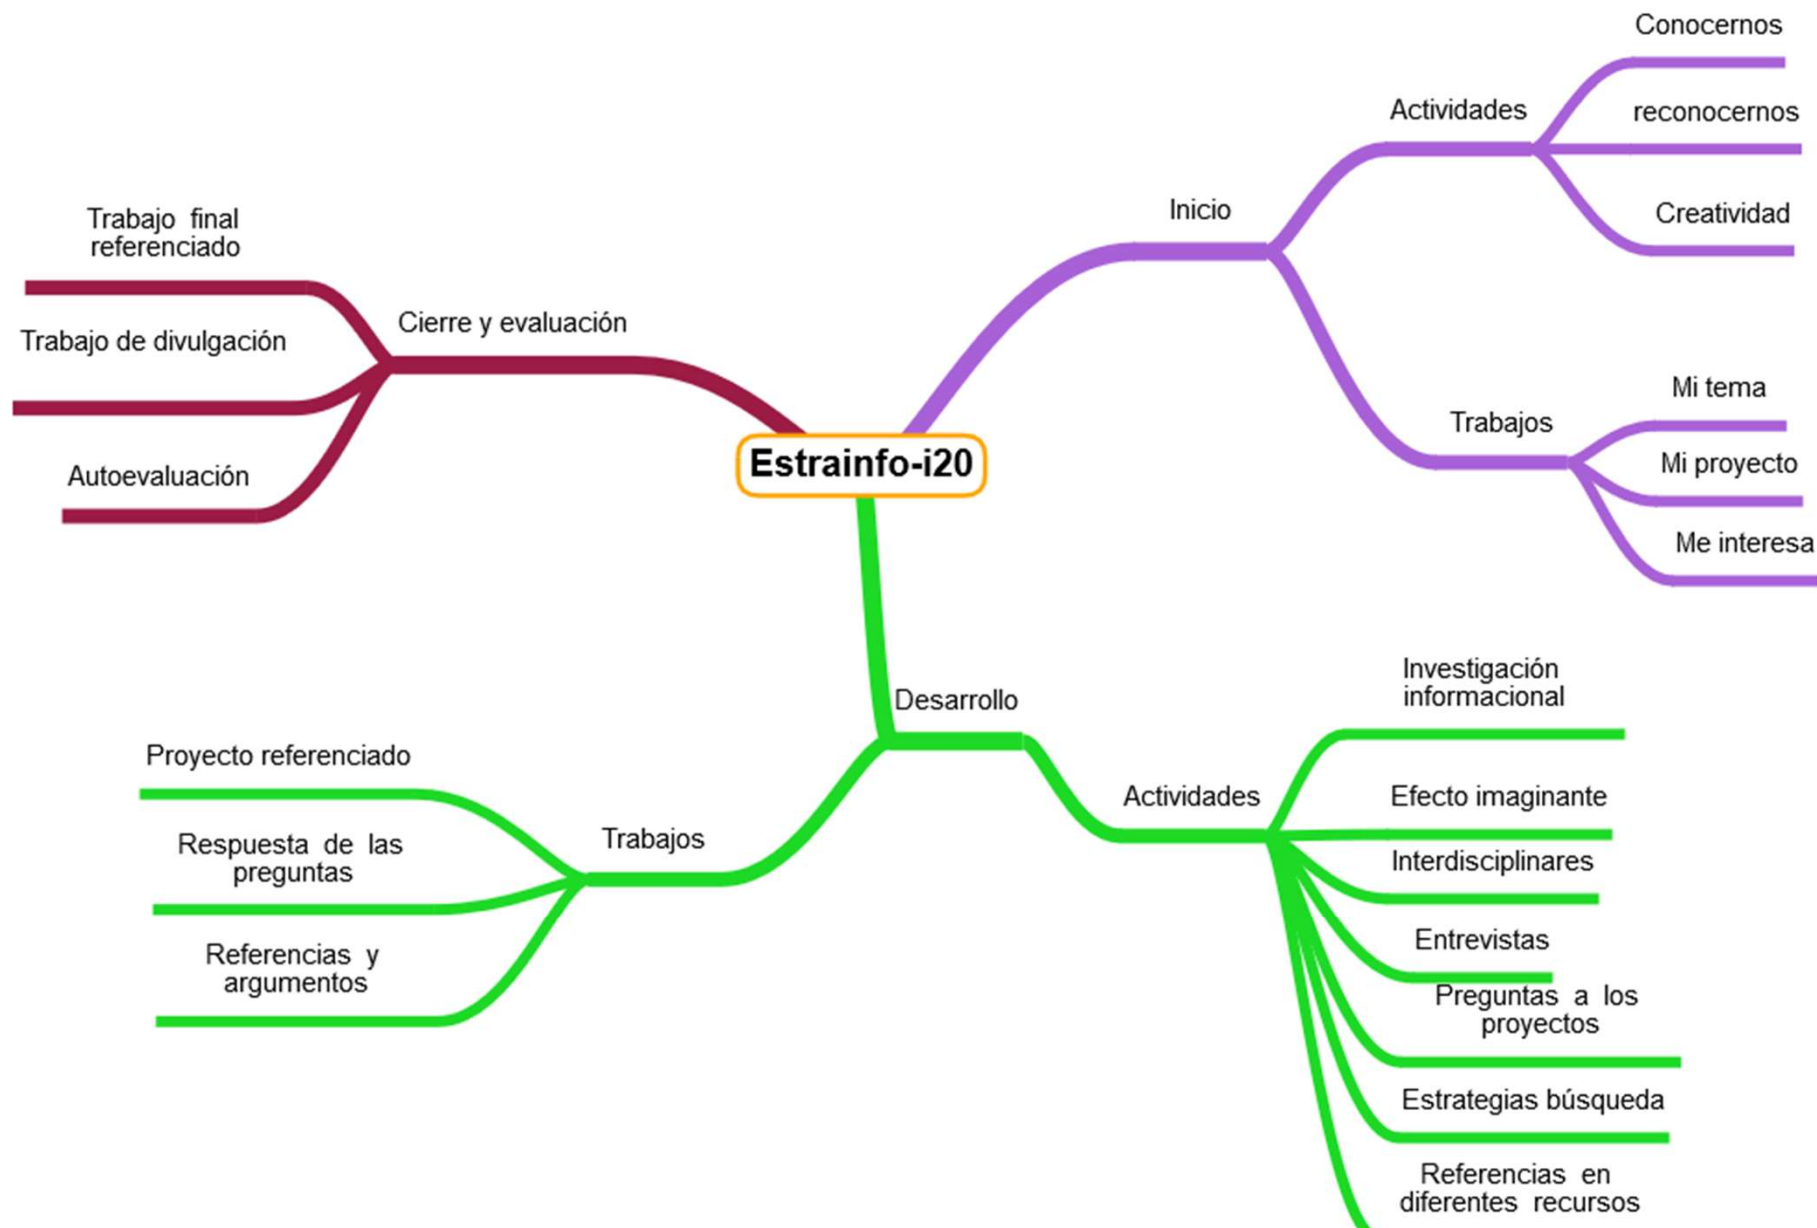 Estrainfo-i20
Inicio
Actividades
Conocernos
reconocernos
Creatividad
Trabajos
Mi tema
Mi proyecto
Me interesa
Desarrollo
Actividades
Investigación
informacional
Efecto imaginante
Interdisciplinares
Entrevistas
Preguntas a los
proyectos
Estrategias búsqueda
Referencias en
diferentes recursos
Trabajos
Proyecto referenciado
Respuesta de las
preguntas
Referencias y
argumentos
Cierre y evaluación
Trabajo final
referenciado
Trabajo de divulgación
Autoevaluación